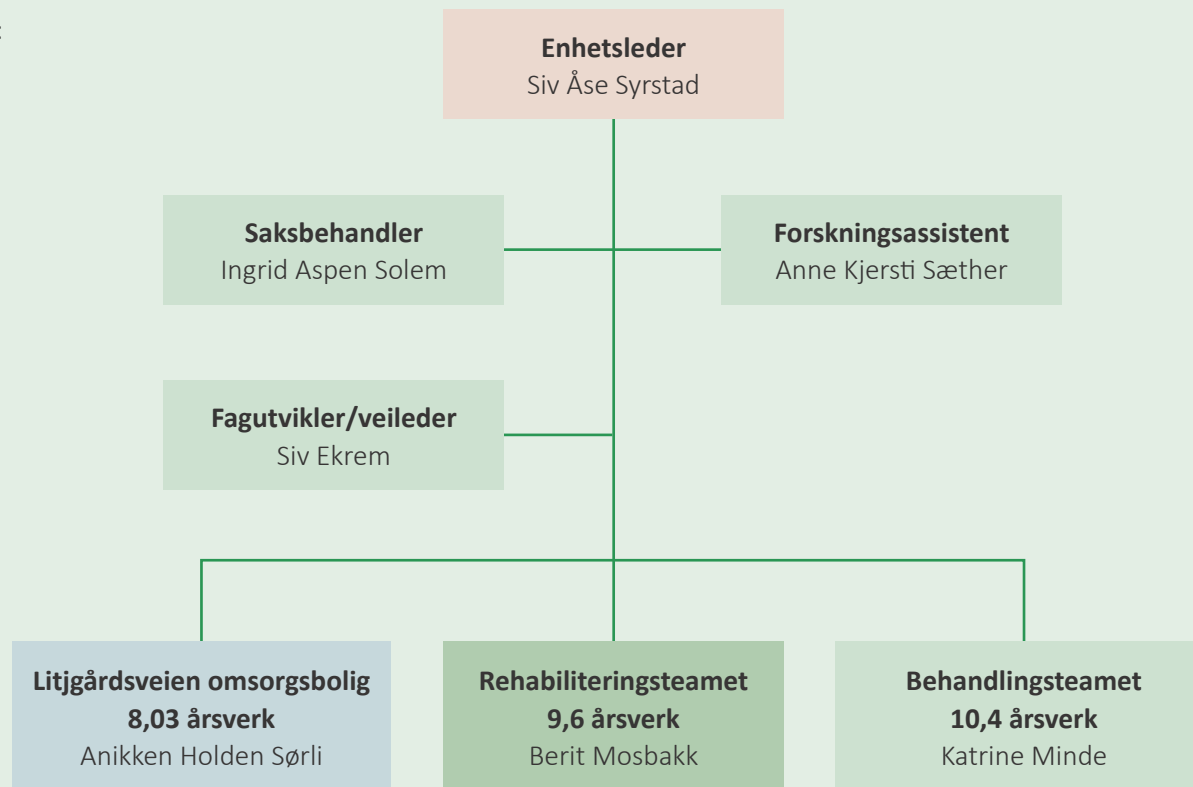 Enhetsleder
Siv Åse Syrstad
Saksbehandler
Ingrid Aspen Solem
Forskningsassistent
Anne Kjersti Sæther
Fagutvikler/veileder
Siv Ekrem
Litjgårdsveien omsorgsbolig
8,03 årsverk
Anikken Holden Sørli
Rehabiliteringsteamet
9,6 årsverk
Berit Mosbakk
Behandlingsteamet
10,4 årsverk
Katrine Minde